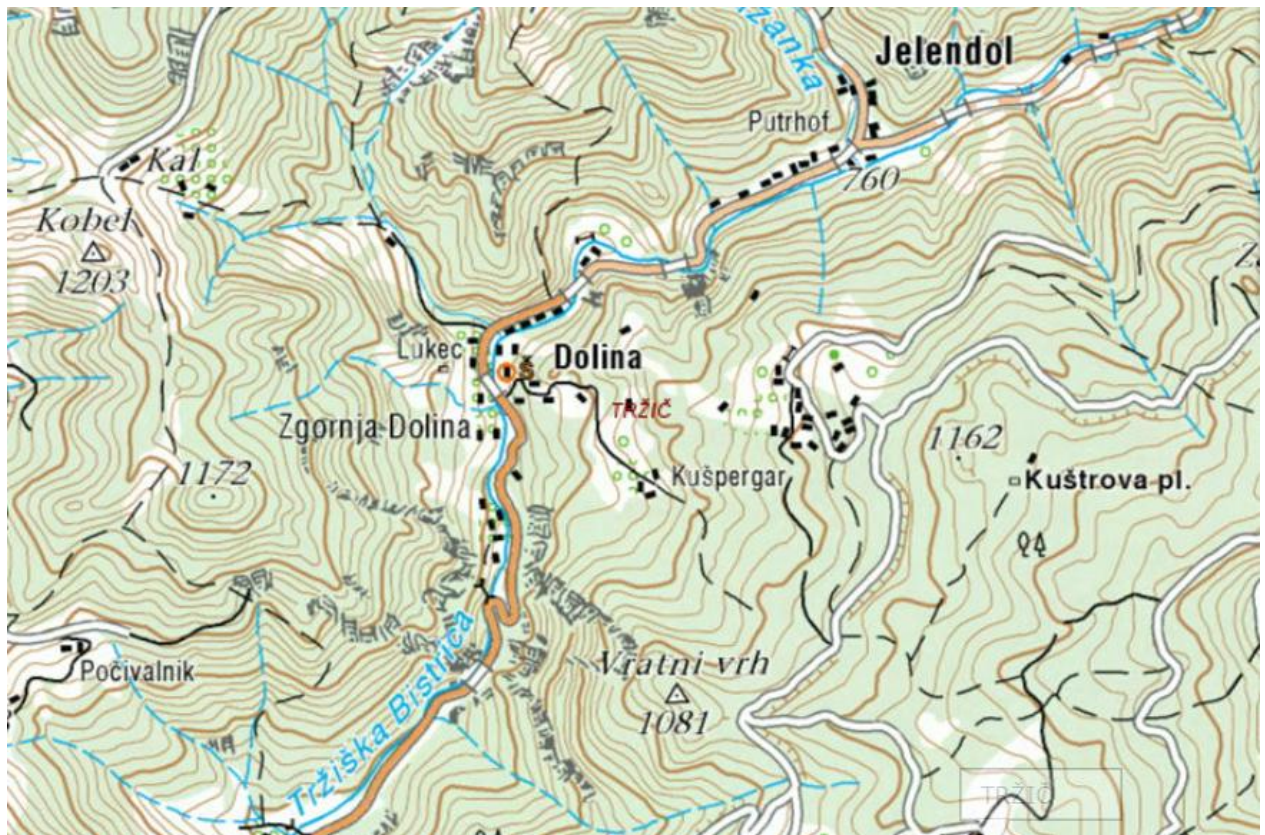 Jelendol
Putrhof
760
Kal
Kobel
1203
Lukec
Š
Dolina
TRŽIČ
Zgornja Dolina
1162
1172
Kušpergar
Kuštrova pl.
Vratni vrh
1081
Počivalnik
Tržiška Bistrica
TRŽIČ